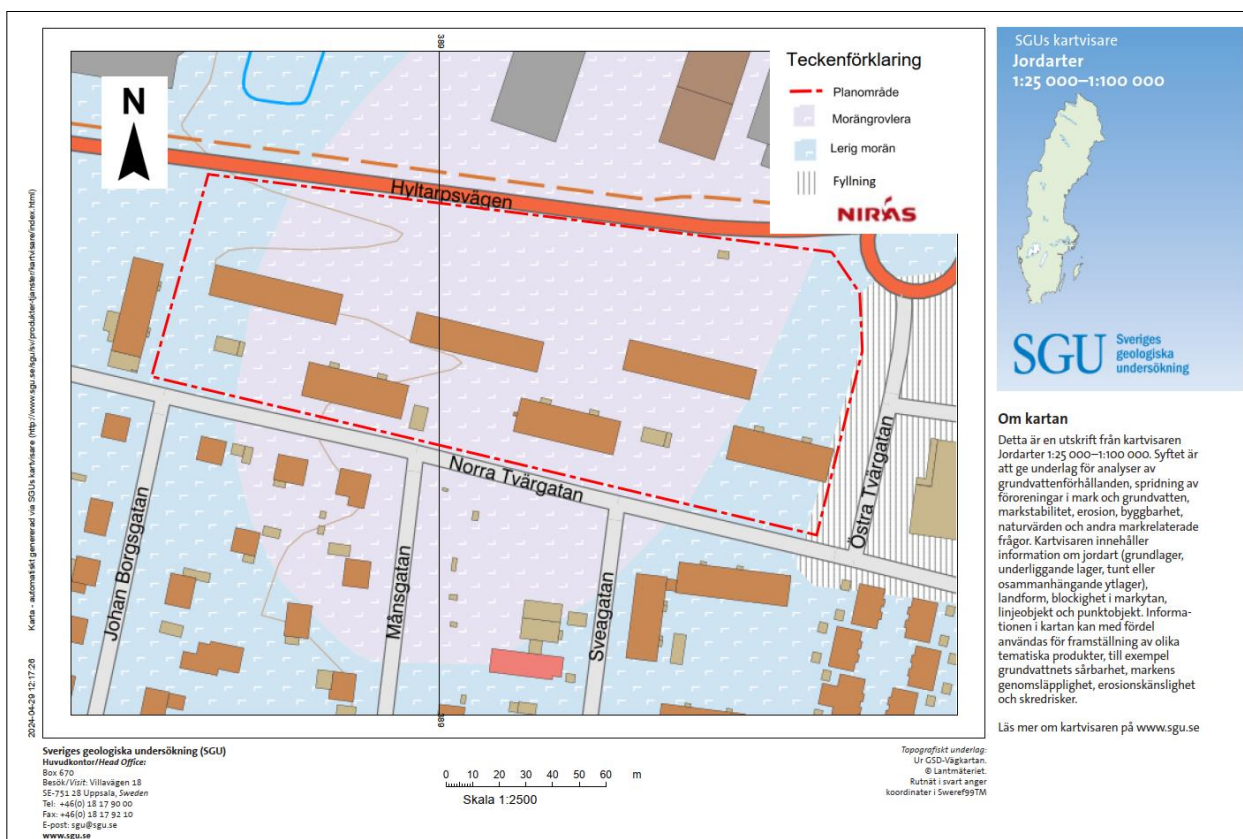 389
N
Teckenförklaring
Planområde
Morängrovlera
Lerig morän
Fyllning
NIRÁS
Hyltarpsvägen
Norra Tvärgatan
Östra Tvärgatan
Johan Borgsgatan
Månsgatan
Sveagatan
389
SGUs kartvisare
Jordarter
1:25 000–1:100 000
SGU
Sveriges
geologiska
undersökning
Om kartan
Detta är en utskrift från kartvisaren
Jordarter 1:25 000–1:100 000. Syftet är
att ge underlag för analyser av
grundvattenförhållanden, spridning av
föroreningar i mark och grundvatten,
markstabilitet, erosion, byggbarhet,
naturvärden och andra markrelaterade
frågor. Kartvisaren innehåller
information om jordart (grundlager,
underliggande lager, tunt eller
osammanhängande ytlager),
landform, blockighet i markytan,
linjeobjekt och punktobjekt. Informa-
tionen i kartan kan med fördel
användas för framställning av olika
tematiska produkter, till exempel
grundvattnets sårbarhet, markens
genomsläpplighet, erosionskänslighet
och skredrisker.
Läs mer om kartvisaren på www.sgu.se
2024-04-29 12:17:26 Karta - automatiskt genererad via SGUs kartvisare (http://www.sgu.se/sgu/sv/produkter-tjanster/kartvisare/index.html)
Sveriges geologiska undersökning (SGU)
Huvudkontor/Head Office:
Box 670
Besök/Visit: Villavägen 18
SE-751 28 Uppsala, Sweden
Tel: +46(0) 18 17 90 00
Fax: +46(0) 18 17 92 10
E-post: sgu@sgu.se
www.sgu.se
0 10 20 30 40 50 60 m
Skala 1:2500
Topografiskt underlag:
Ur GSD-Vägkartan.
© Lantmäteriet.
Rutnät i svart anger
koordinater i Sweref99TM